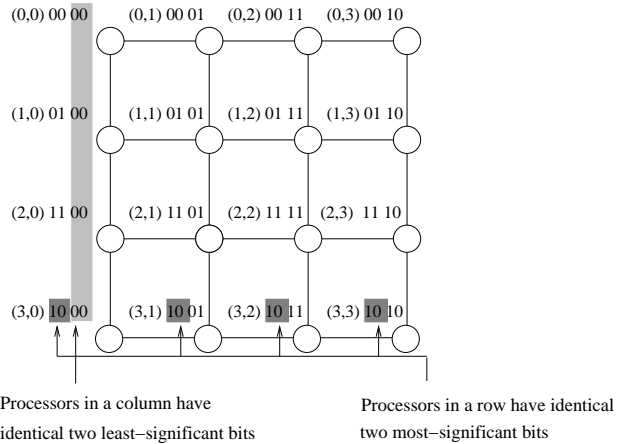 (0,0) 00 00 (0,1) 00 01 (0,2) 00 11 (0,3) 00 10
(1,0) 01 00 (1,1) 01 01 (1,2) 01 11 (1,3) 01 10
(2,0) 11 00 (2,1) 11 01 (2,2) 11 11 (2,3) 11 10
(3,0) 10 00 (3,1) 10 01 (3,2) 10 11 (3,3) 10 10
Processors in a column have
identical two least−significant bits
Processors in a row have identical
two most−significant bits